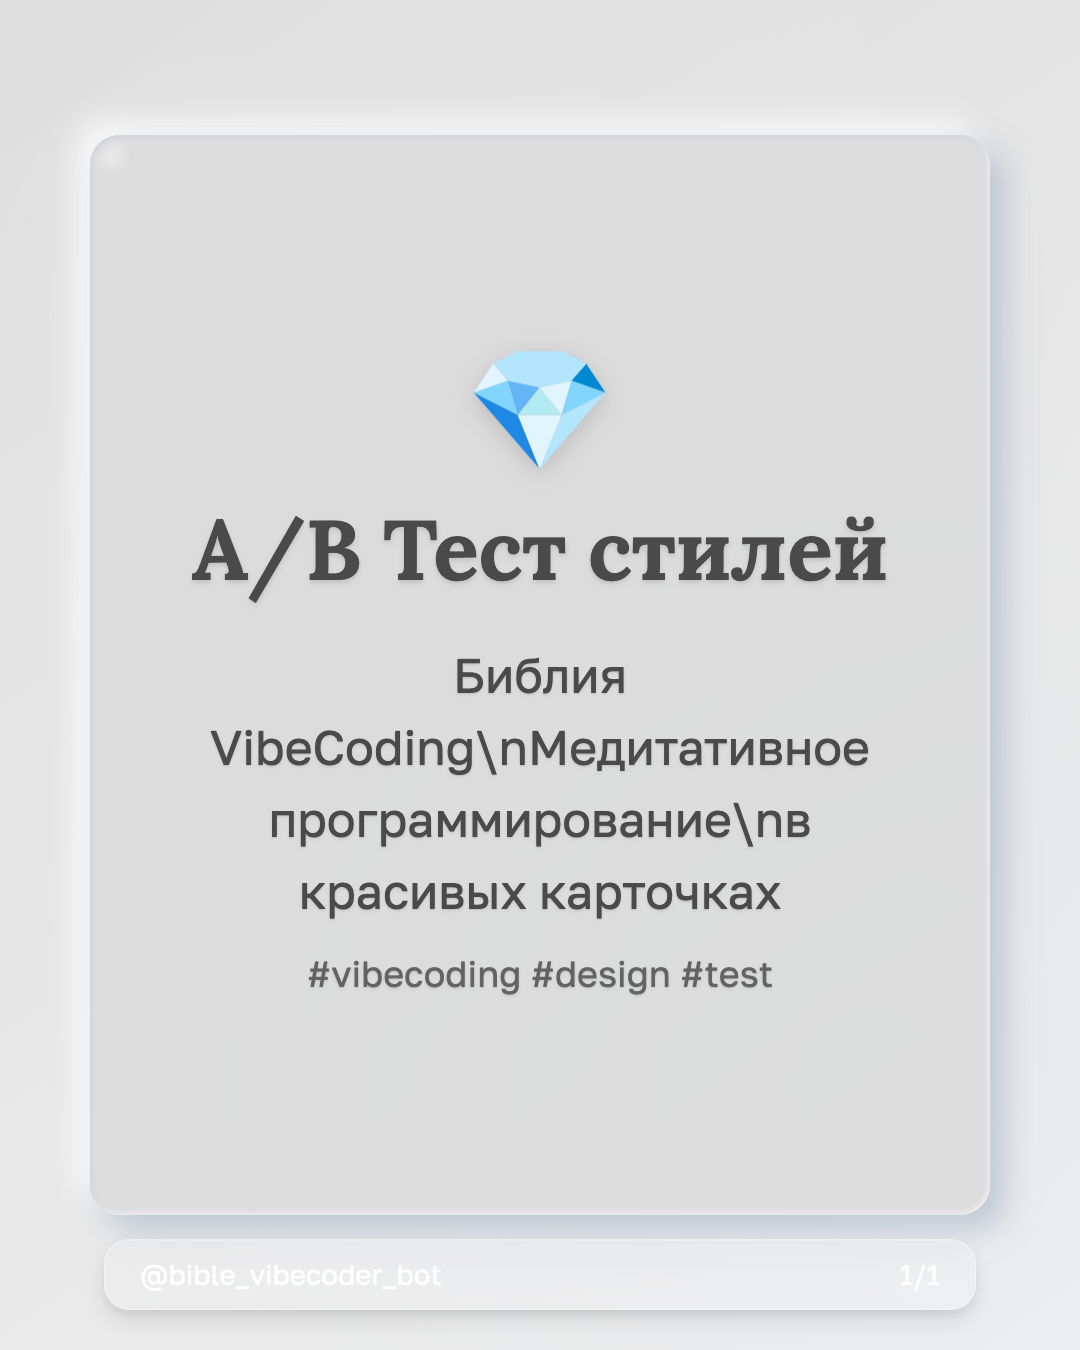 А/В Тест стилей
Библия
VibeCoding\nМедитативное
программирование\nв
красивых карточках
#vibecoding #design #test
@bible_vibecoder_bot
1/1